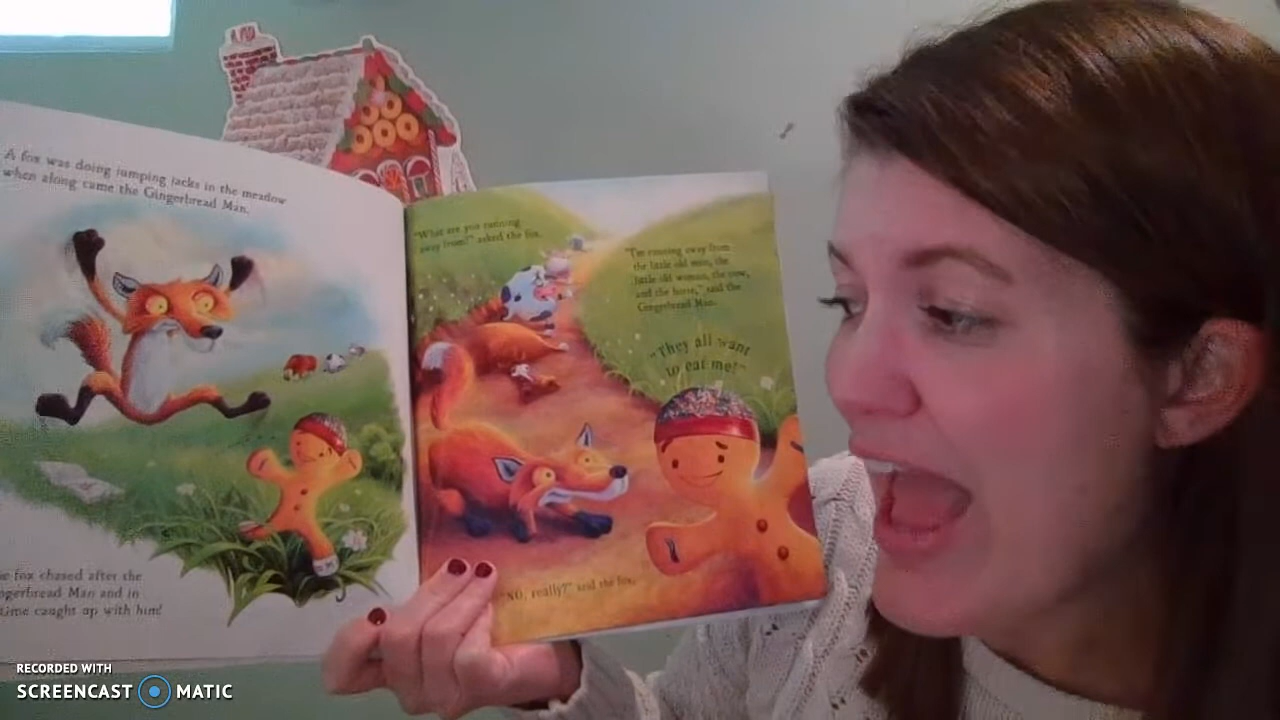 A fox was doing jumping jacks in the meadow
when along came the Gingerbread Man.
fox chased after the
Man and in
time caught up with him!
"What are you running
away from?" asked the fox.
"I'm running away from
the little old man, the
little old woman, the cow,
and the horse," said the
Gingerbread Man.
"They all want
to eat me!"
"NO, really?" said the fox.
RECORDED WITH
SCREENCAST MATIC